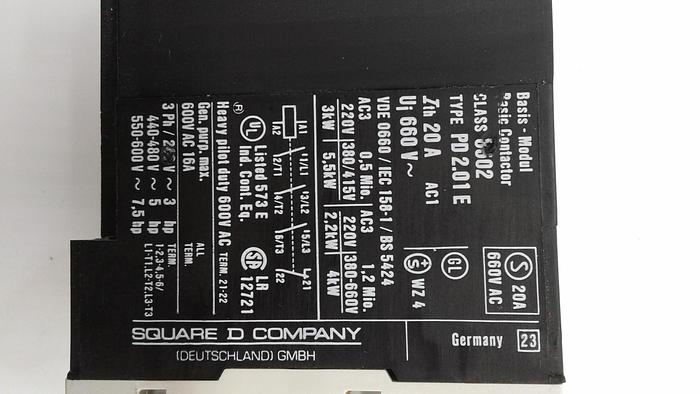 Basis - Modul
Basic Contactor
CLASS 8502
TYPE PD 2.01 E
Ith 20 A AC1
Ui 660 V ~
S 20A
660V AC
GL
WZ 4
VDE 0660 / IEC 158-1 / BS 5424
AC3 0,5 Mio. AC3 1.2 Mio.
220V 380/415V 220V 380-660V
3kW 5,5kW 2,2kW 4kW
A1 1/L1 3/L2 5/L3 21
A2 2/T1 4/T2 6/T3 22
UL Listed 573 E
Ind. Cont. Eq.
SA LR
12721
Heavy pilot duty 600V AC TERM. 21-22
Gen. purp. max. ALL
600V AC 16A TERM.
3 Ph / V ~ 3 hp TERM.
440-480V ~ 5 hp 1-2,3-4,5-6/
550-600V ~ 7,5 hp L1-T1,L2-T2,L3-T3
SQUARE D COMPANY
(DEUTSCHLAND) GMBH
Germany 23